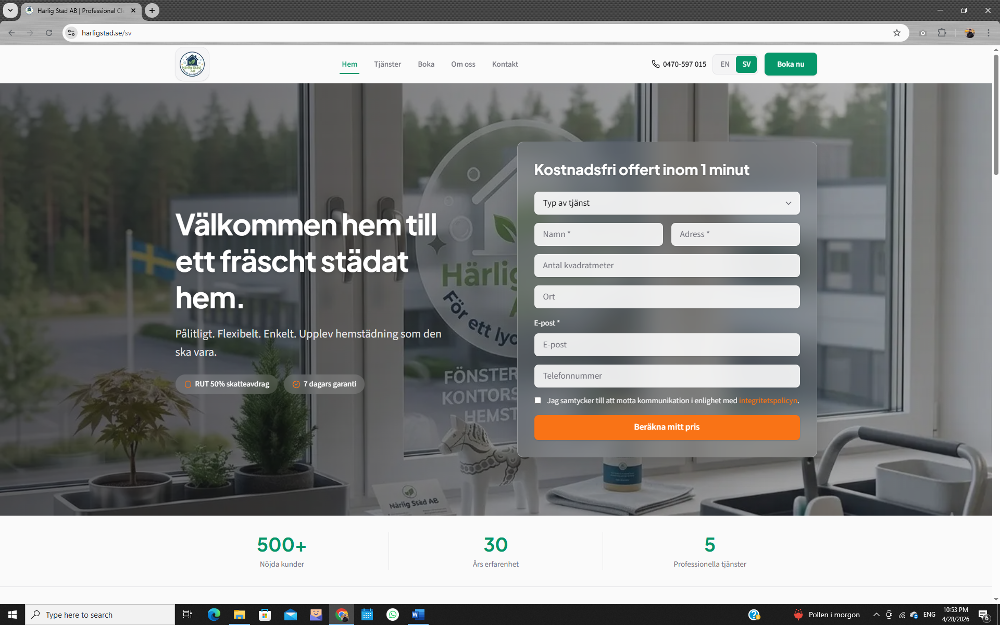 Härlig Städ AB | Professional Cle
harligstad.se/sv
Härlig Städ
AB
Hem
Tjänster
Boka
Om oss
Kontakt
0470-597 015
EN
SV
Boka nu
Välkommen hem till
ett fräscht städat
hem.
Pålitligt. Flexibelt. Enkelt. Upplev hemstädning som den
ska vara.
RUT 50% skatteavdrag
7 dagars garanti
Härlig
För ett lyc
FÖNSTER
KONTORS
HEMST
Härlig Städ AB
Kostnadsfri offert inom 1 minut
Typ av tjänst
Namn *
Adress *
Antal kvadratmeter
Ort
E-post *
E-post
Telefonnummer
Jag samtycker till att motta kommunikation i enlighet med integritetspolicyn.
Beräkna mitt pris
500+
Nöjda kunder
30
Års erfarenhet
5
Professionella tjänster
Type here to search
Pollen i morgon
ENG
10:53 PM
4/28/2026
6